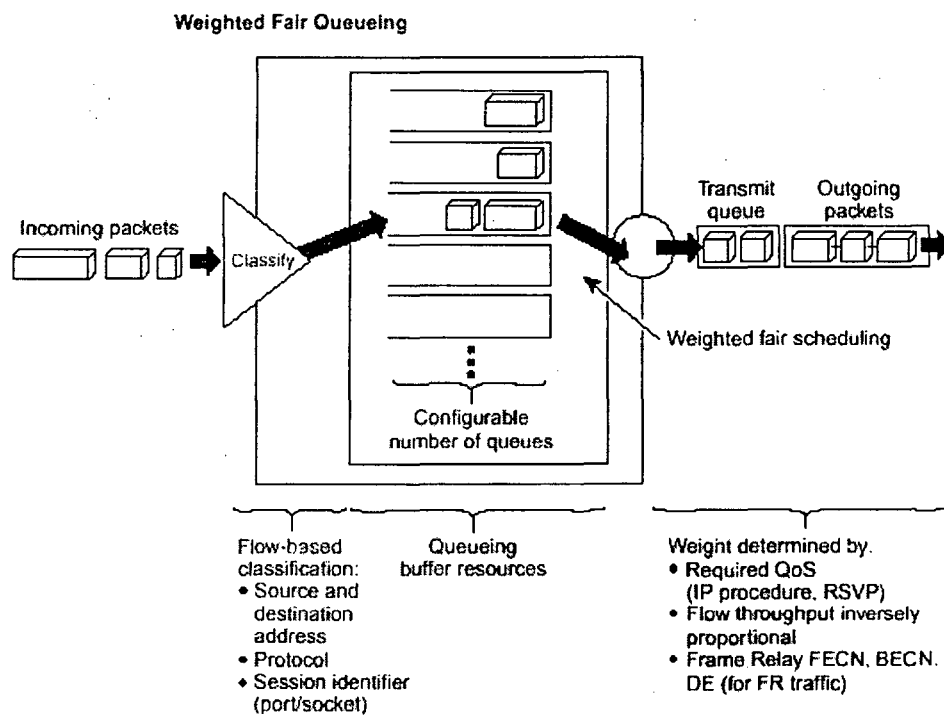 Weighted Fair Queueing
Incoming packets
Classify
Transmit
queue
Outgoing
packets
Weighted fair scheduling
Configurable
number of queues
Flow-based
classification:
• Source and
destination
address
• Protocol
• Session identifier
(port/socket)
Queueing
buffer resources
Weight determined by.
• Required QoS
(IP procedure, RSVP)
• Flow throughput inversely
proportional
• Frame Relay FECN, BECN.
DE (for FR traffic)